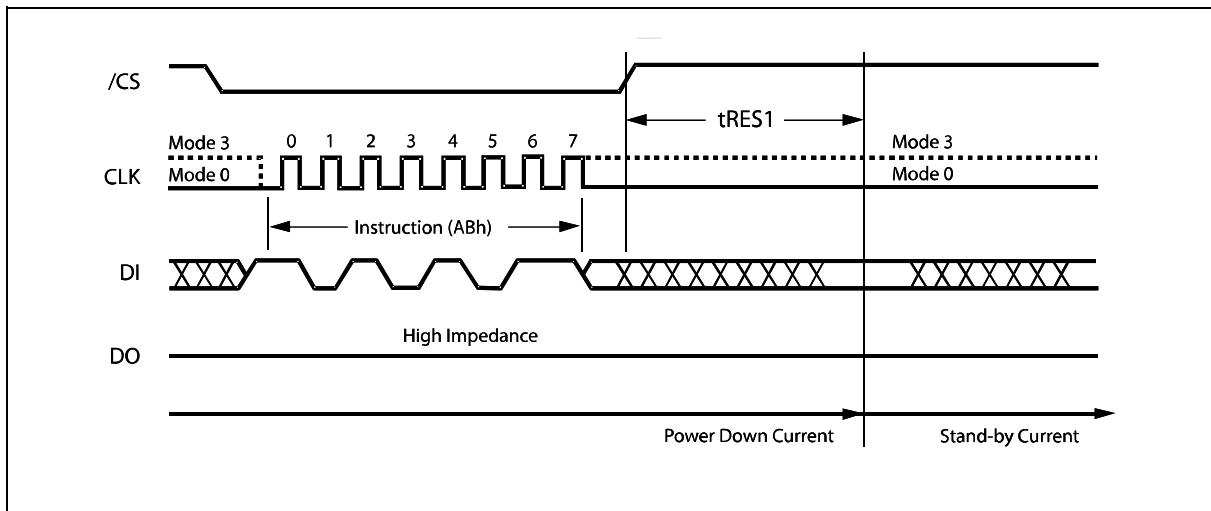 /CS
tRES1
Mode 3
0 1 2 3 4 5 6 7
Mode 3
CLK
Mode 0
Mode 0
Instruction (ABh)
DI
High Impedance
DO
Power Down Current
Stand-by Current